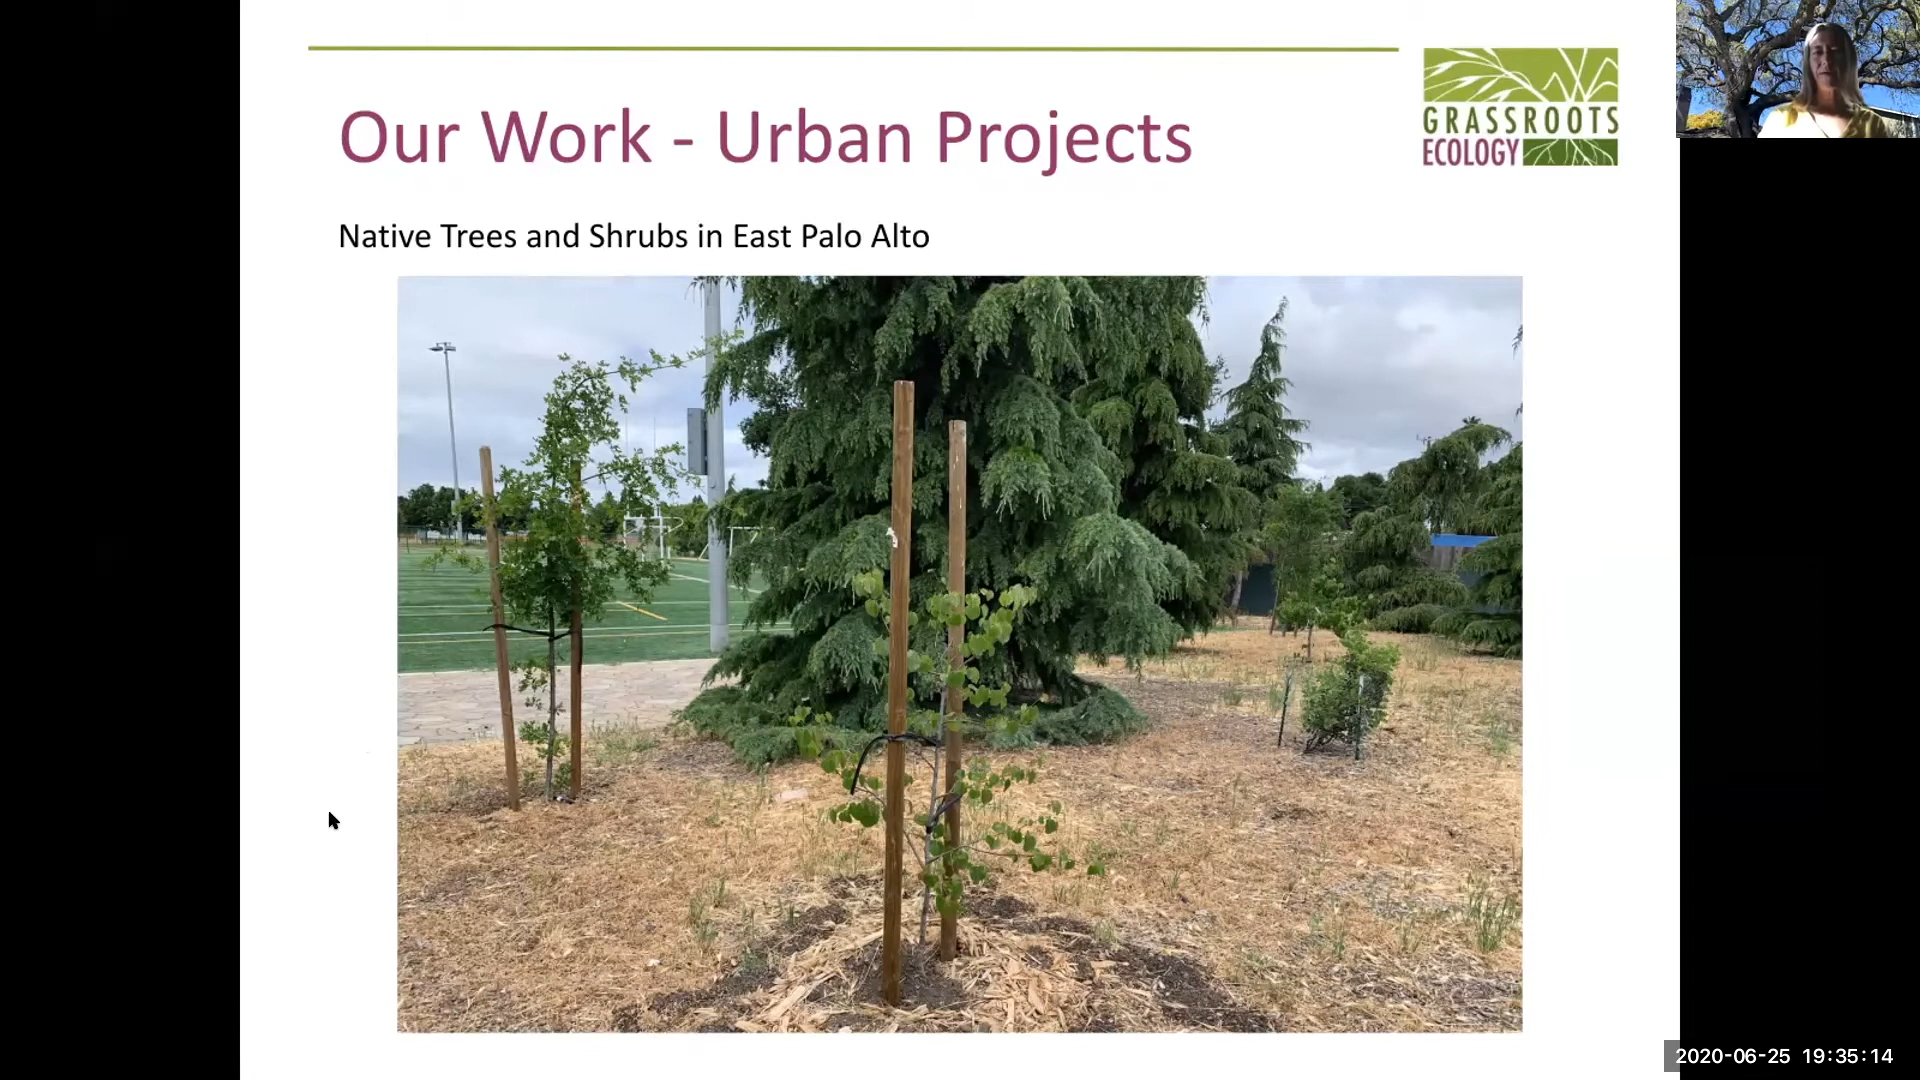 Our Work - Urban Projects
GRASSROOTS
ECOLOGY
Native Trees and Shrubs in East Palo Alto
2020-06-25 19:35:14